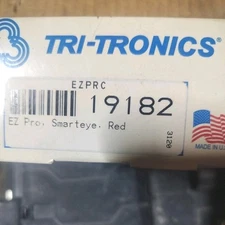 TRI-TRONICS®
EZPRC
19182
EZ Pro, Smarteye, Red
3120
MADE IN U